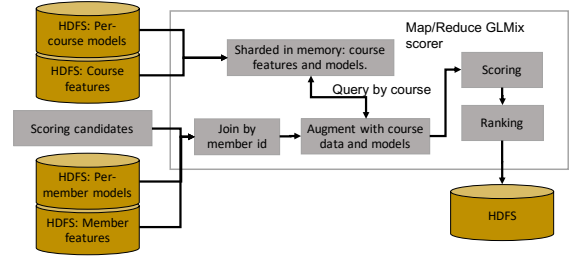 HDFS: Per-
course models
HDFS: Course
features
Sharded in memory: course
features and models.
Map/Reduce GLMix
scorer
Scoring
Query by course
Scoring candidates
Join by
member id
Augment with course
data and models
Ranking
HDFS: Per-
member models
HDFS: Member
features
HDFS